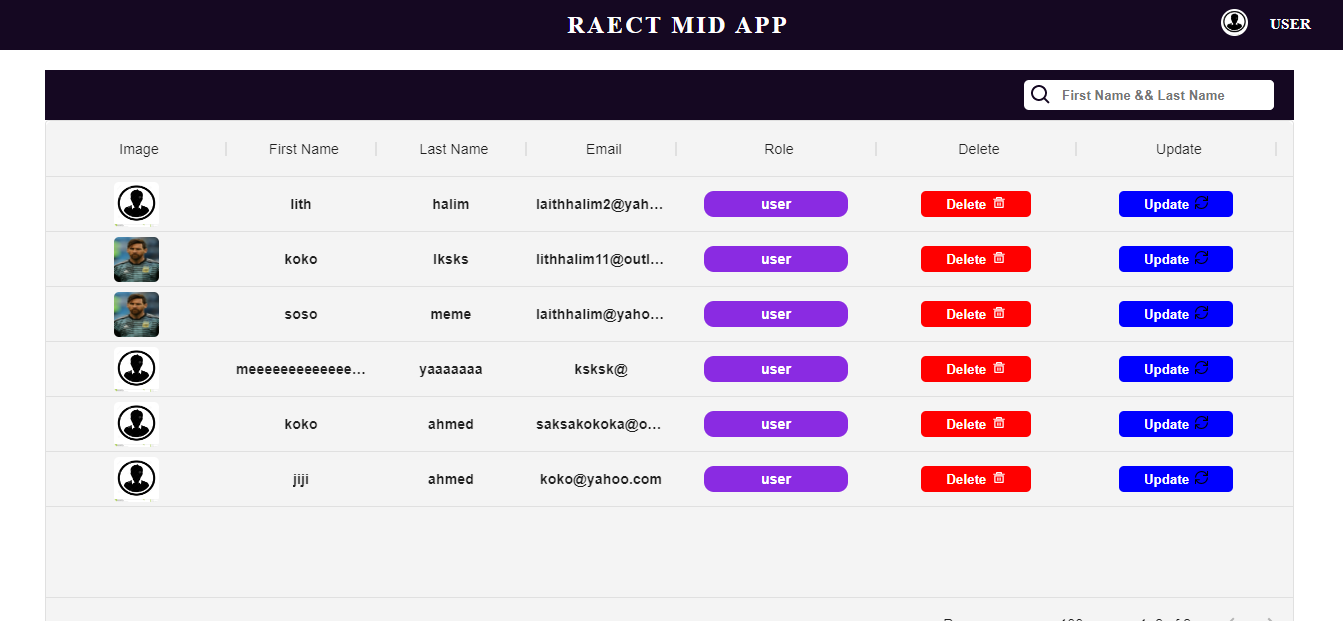 RAECT MID APP USER
First Name && Last Name
Image First Name Last Name Email Role Delete Update
lith halim laithhalim2@yah... user Delete Update
koko lksks lithhalim11@outl... user Delete Update
soso meme laithhalim@yaho... user Delete Update
meeeeeeeeeeeee... yaaaaaaa ksksk@ user Delete Update
koko ahmed saksakokoka@o... user Delete Update
jiji ahmed koko@yahoo.com user Delete Update